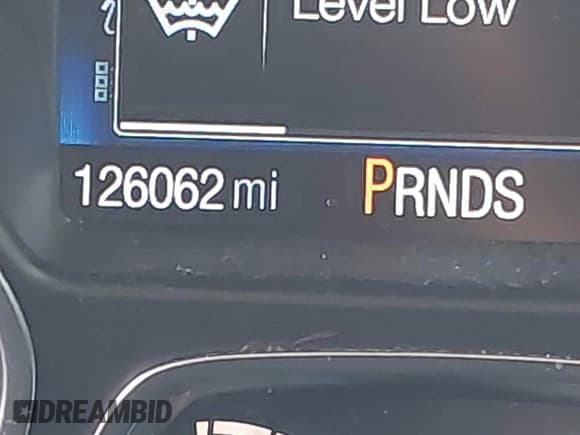 Level Low
126062 mi PRNDS
DREAMBID